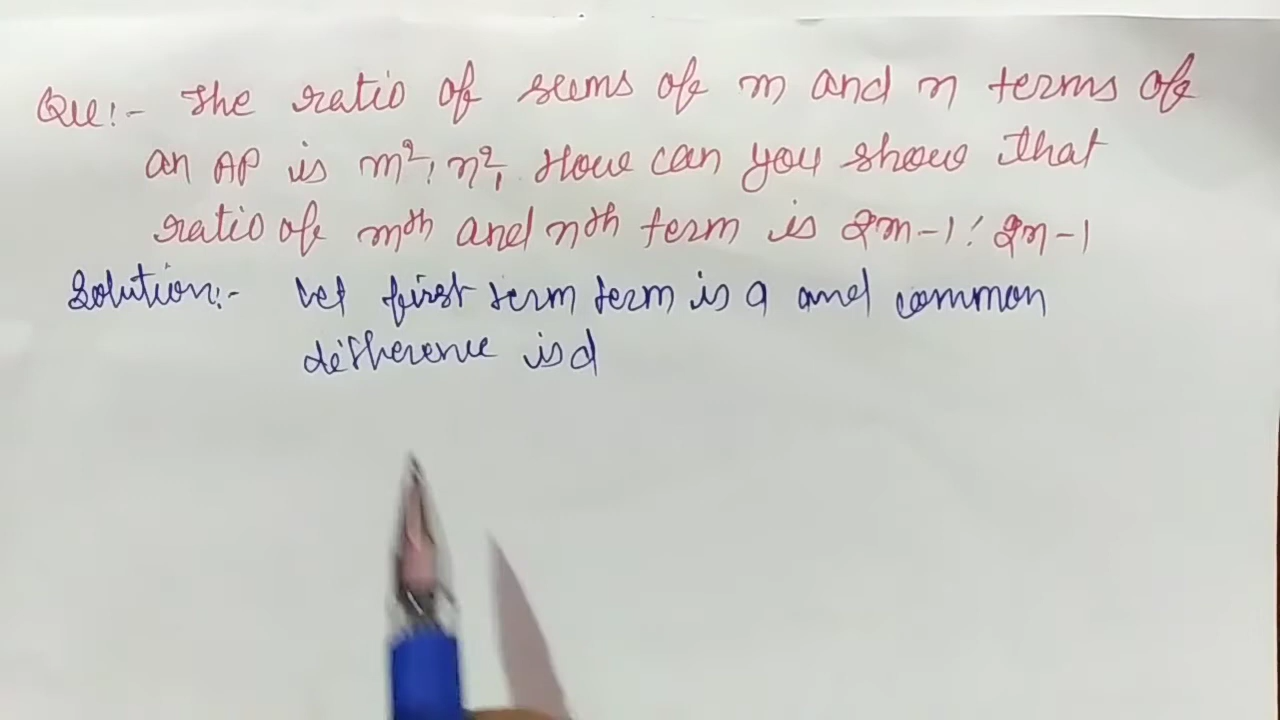 Qu:- The ratio of sums of m and n terms of
an AP is m²:n². How can you show that
ratio of mth and nth term is 2m-1:2n-1
Solution:- Let first term term is a and common
difference is d